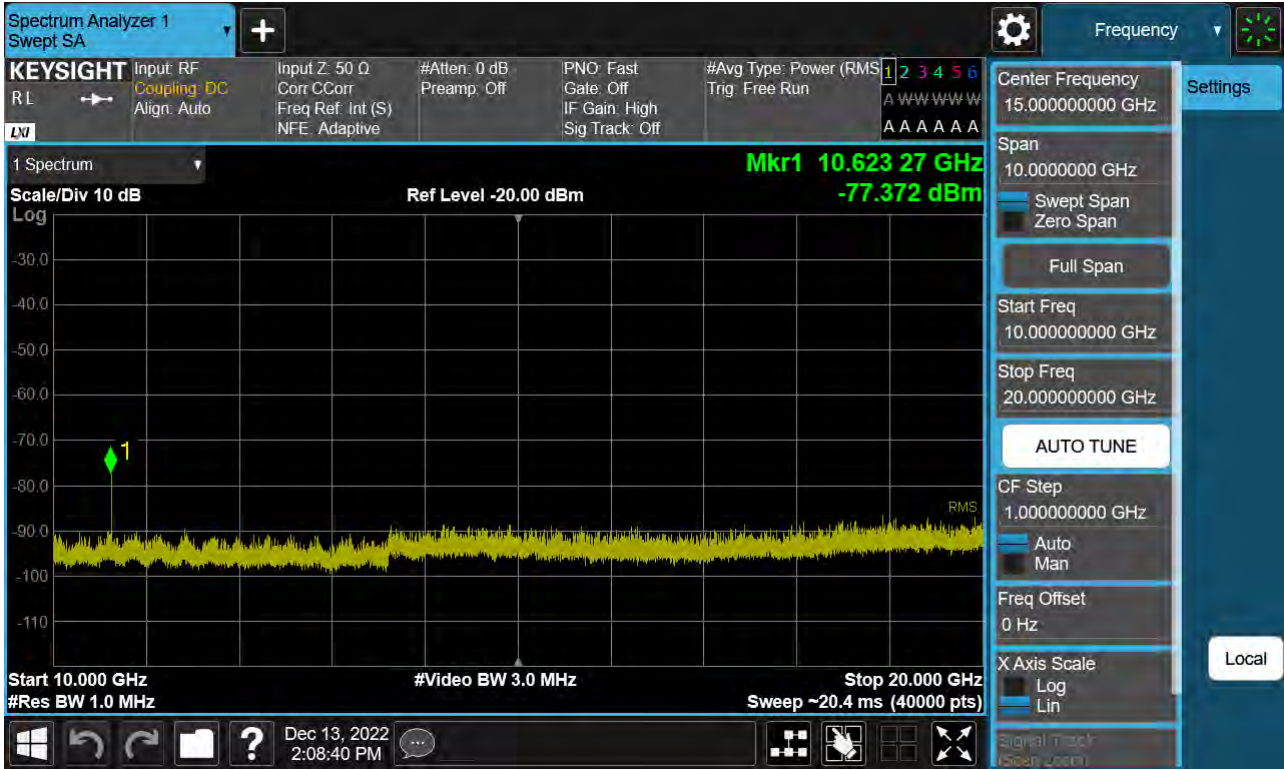 Spectrum Analyzer 1
Swept SA
+
Frequency
KEYSIGHT
R L
LXI
Input: RF
Coupling: DC
Align: Auto
Input Z: 50 Ω
Corr CCorr
Freq Ref: Int (S)
NFE: Adaptive
#Atten: 0 dB
Preamp: Off
PNO: Fast
Gate: Off
IF Gain: High
Sig Track: Off
#Avg Type: Power (RMS
Trig: Free Run
1 2 3 4 5 6
A W W W W W
A A A A A A
1 Spectrum
Scale/Div 10 dB
Log
Ref Level -20.00 dBm
Mkr1 10.623 27 GHz
-77.372 dBm
-30.0
-40.0
-50.0
-60.0
-70.0
-80.0
-90.0
-100
-110
1
RMS
Start 10.000 GHz
#Res BW 1.0 MHz
#Video BW 3.0 MHz
Stop 20.000 GHz
Sweep ~20.4 ms (40000 pts)
Center Frequency
15.000000000 GHz
Span
10.0000000 GHz
Swept Span
Zero Span
Full Span
Start Freq
10.000000000 GHz
Stop Freq
20.000000000 GHz
AUTO TUNE
CF Step
1.000000000 GHz
Auto
Man
Freq Offset
0 Hz
X Axis Scale
Log
Lin
Signal Track
(Span Zoom)
Settings
Local
?
Dec 13, 2022
2:08:40 PM